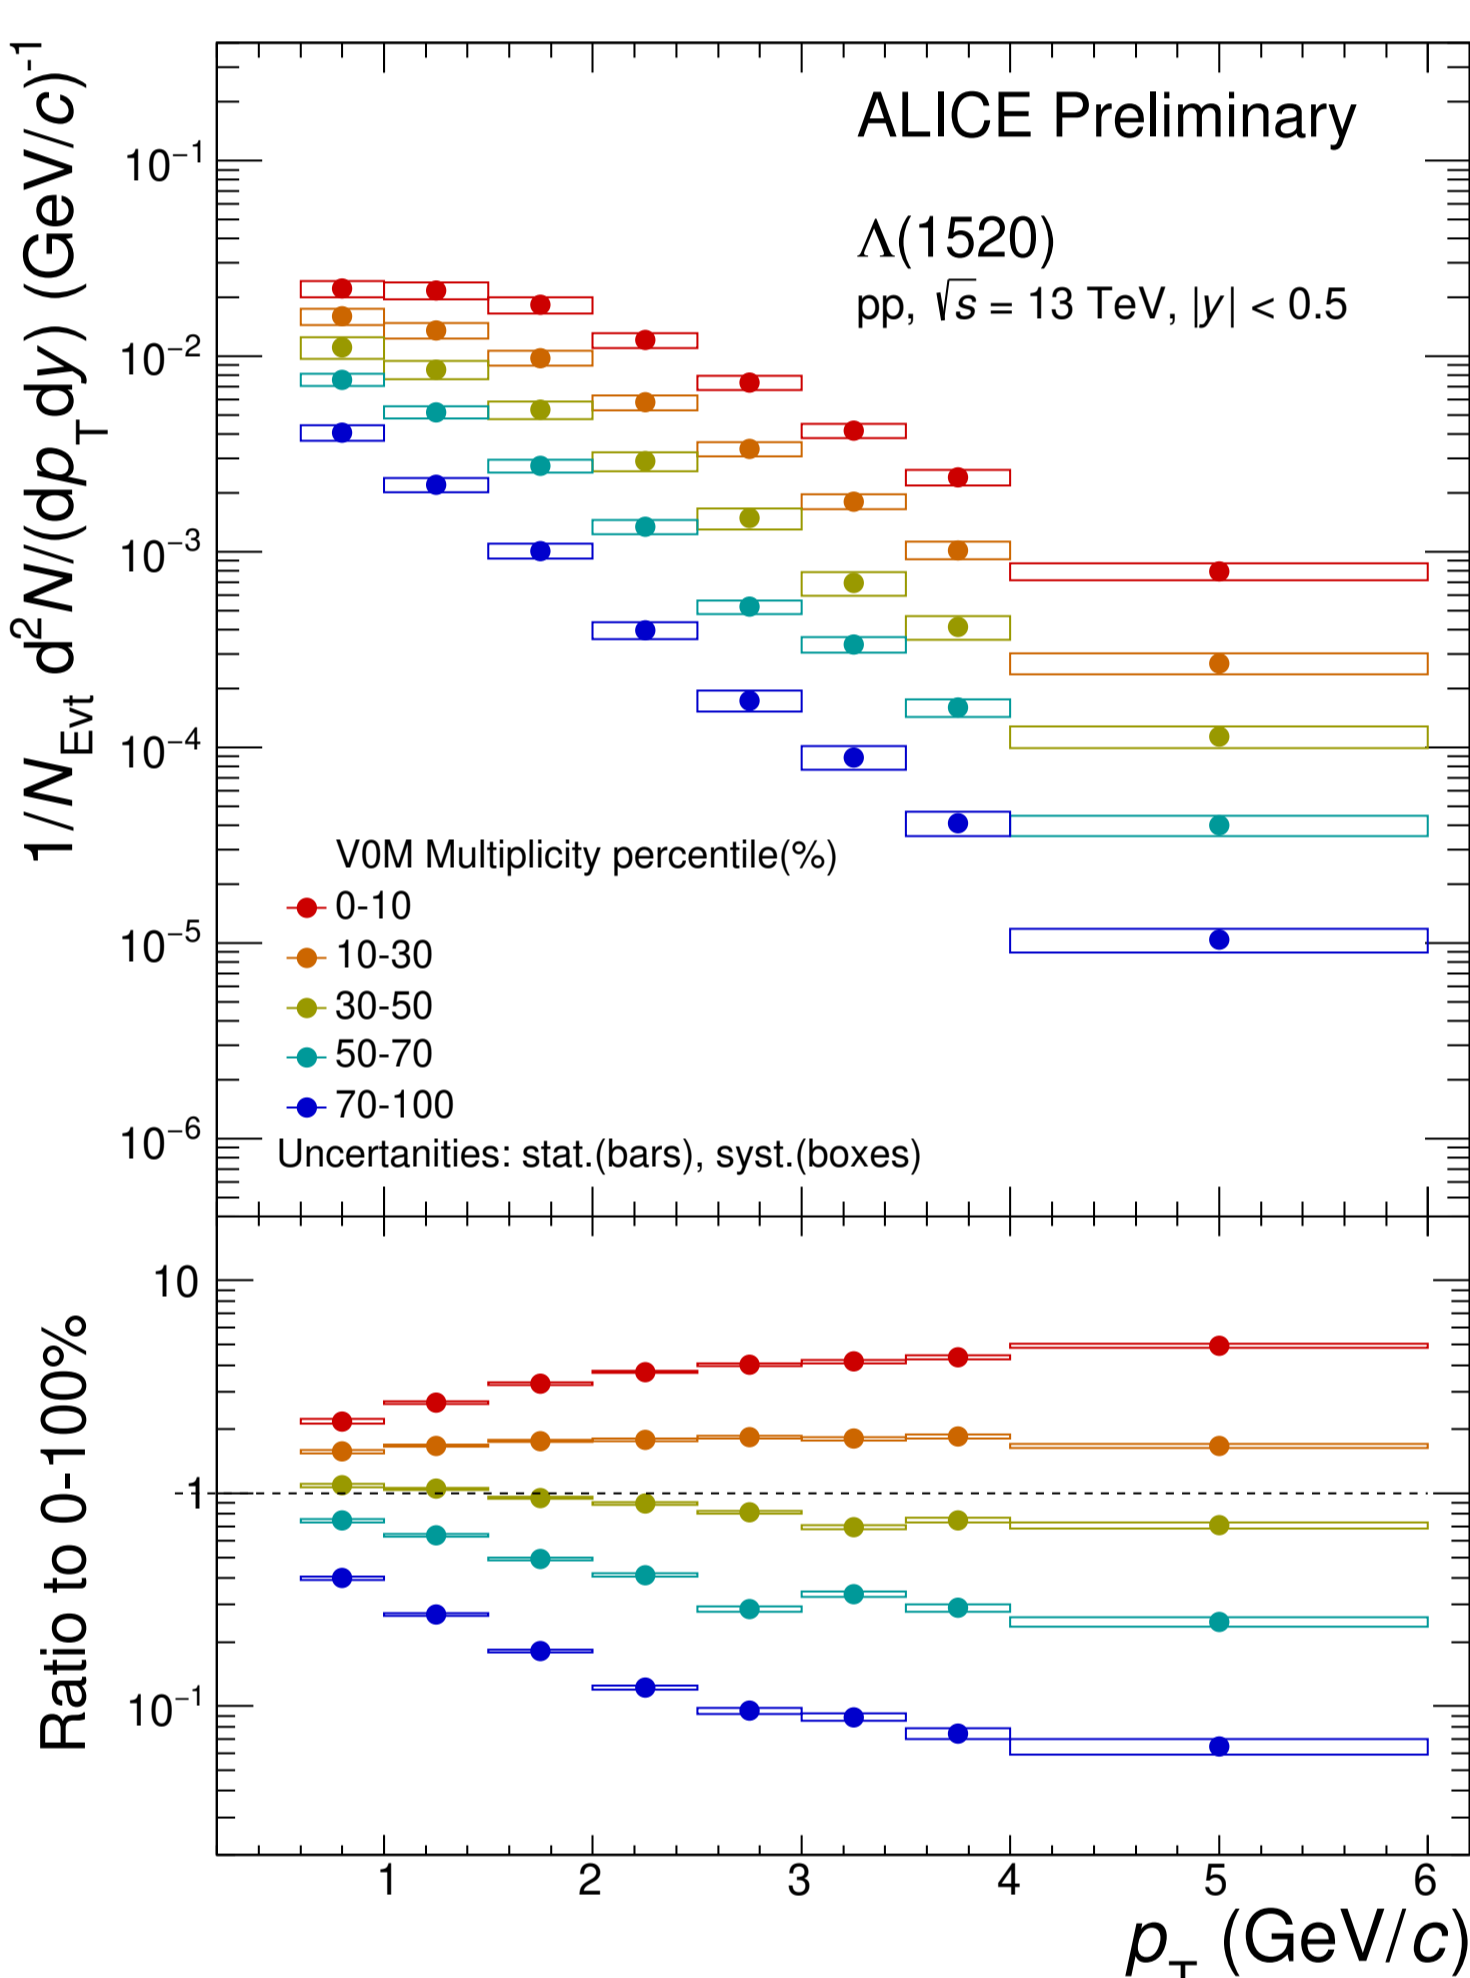 ALICE Preliminary
Λ(1520)
pp, √s = 13 TeV, |y| < 0.5
1/N_Evt d²N/(dp_T dy) (GeV/c)⁻¹
10⁻¹
10⁻²
10⁻³
10⁻⁴
10⁻⁵
10⁻⁶
V0M Multiplicity percentile(%)
0-10
10-30
30-50
50-70
70-100
Uncertanities: stat.(bars), syst.(boxes)
Ratio to 0-100%
10
1
10⁻¹
1 2 3 4 5 6
p_T (GeV/c)